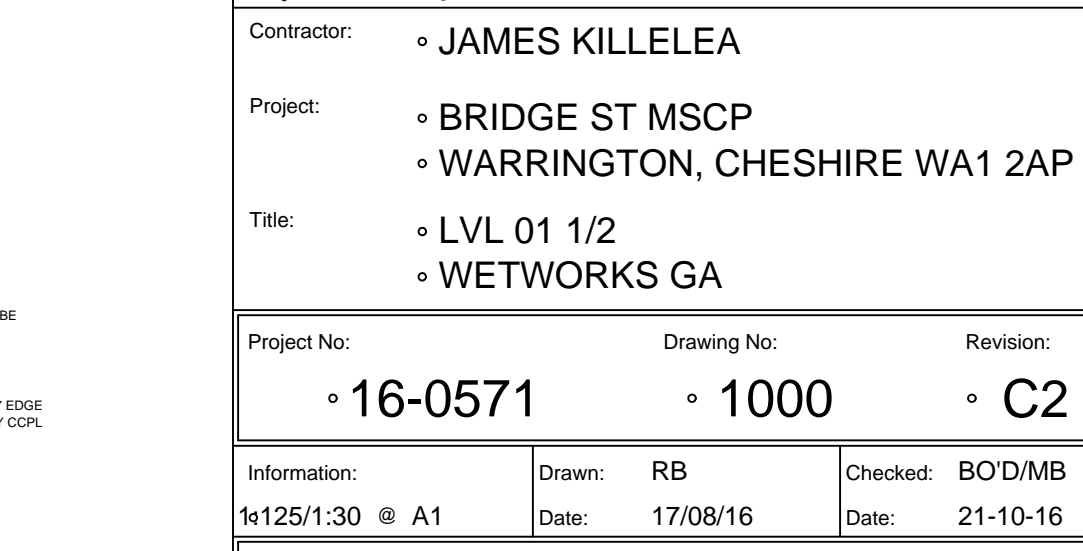 Contractor: JAMES KILLELEA
Project: BRIDGE ST MSCP
WARRINGTON, CHESHIRE WA1 2AP
Title: LVL 01 1/2
WETWORKS GA
BE
Project No: Drawing No: Revision:
16-0571 1000 C2
EDGE
CCPL
Information: Drawn: RB Checked: BO'D/MB
1:125/1:30 @ A1 Date: 17/08/16 Date: 21-10-16